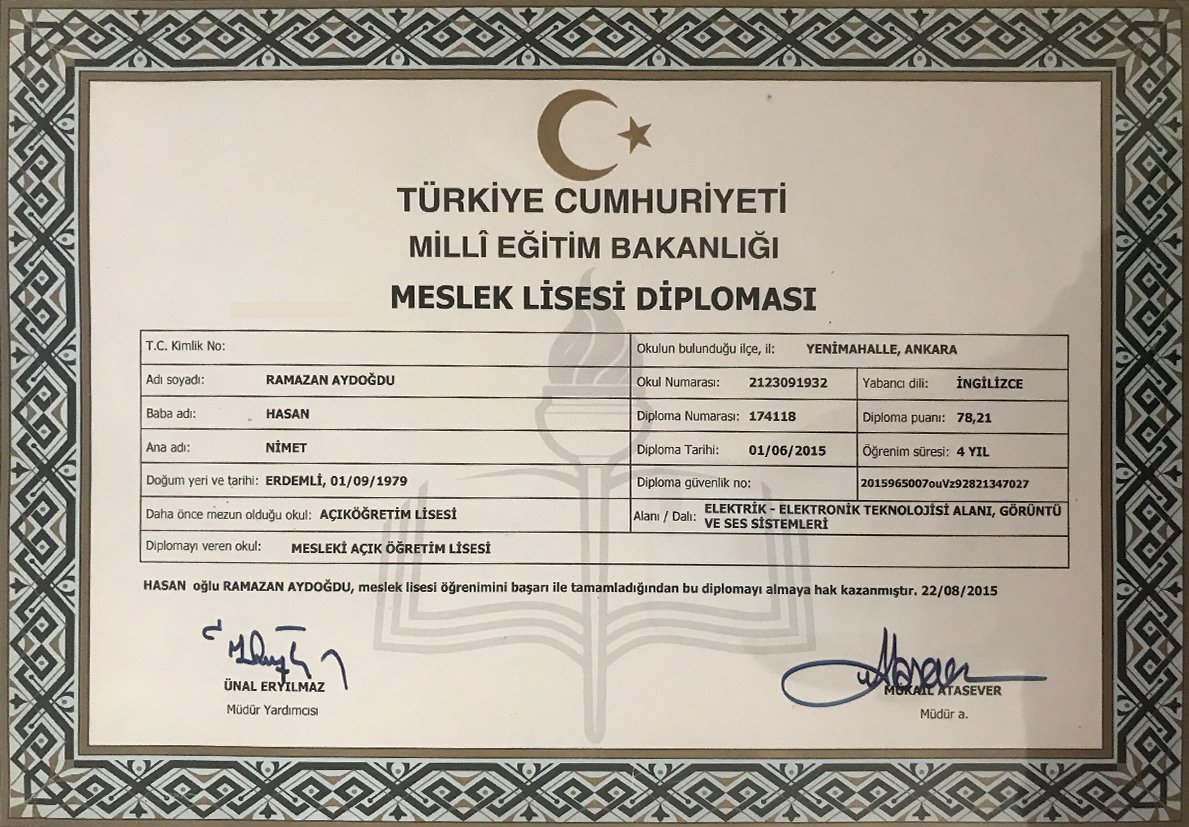 TÜRKİYE CUMHURİYETİ
MİLLÎ EĞİTİM BAKANLIĞI
MESLEK LİSESİ DİPLOMASI
T.C. Kimlik No:
Okulun bulunduğu ilçe, il: YENİMAHALLE, ANKARA
Adı soyadı: RAMAZAN AYDOĞDU
Okul Numarası: 2123091932 Yabancı dili: İNGİLİZCE
Baba adı: HASAN
Diploma Numarası: 174118 Diploma puanı: 78,21
Ana adı: NİMET
Diploma Tarihi: 01/06/2015 Öğrenim süresi: 4 YIL
Doğum yeri ve tarihi: ERDEMLİ, 01/09/1979
Diploma güvenlik no: 2015965007ouVz92821347027
Daha önce mezun olduğu okul: AÇIKÖĞRETİM LİSESİ
Alanı / Dalı: ELEKTRİK - ELEKTRONİK TEKNOLOJİSİ ALANI, GÖRÜNTÜ
VE SES SİSTEMLERİ
Diplomayı veren okul: MESLEKİ AÇIK ÖĞRETİM LİSESİ
HASAN oğlu RAMAZAN AYDOĞDU, meslek lisesi öğrenimini başarı ile tamamladığından bu diplomayı almaya hak kazanmıştır. 22/08/2015
ÜNAL ERYILMAZ
Müdür Yardımcısı
MUKAİL ATASEVER
Müdür a.